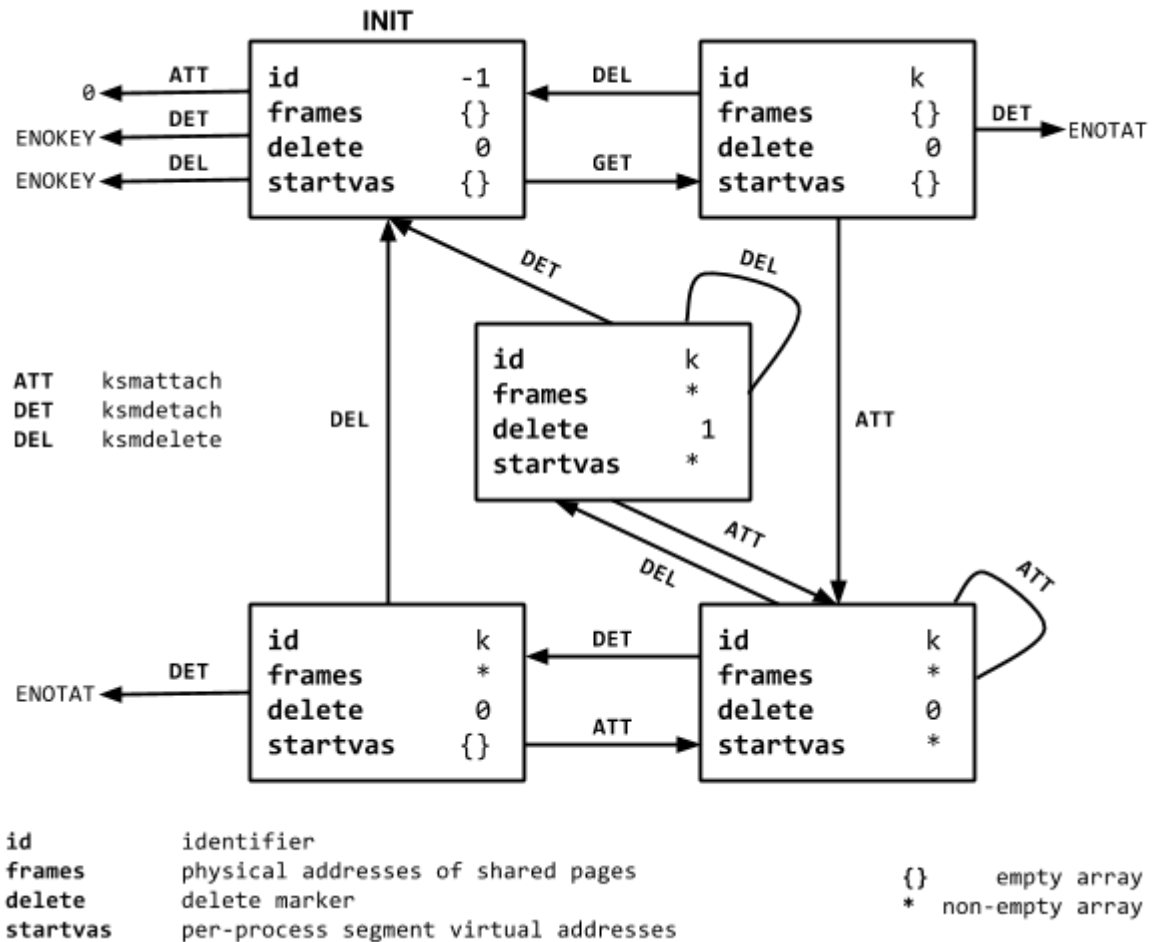 INIT
id -1
frames {}
delete 0
startvas {}
ATT
0
DET
ENOKEY
DEL
ENOKEY
DEL
GET
id k
frames {}
delete 0
startvas {}
DET
ENOTAT
DET
DEL
id k
frames *
delete 1
startvas *
ATT ksmattach
DET ksmdetach
DEL ksmdelete
DEL
ATT
ATT
DEL
ATT
id k
frames *
delete 0
startvas {}
DET
ENOTAT
DET
ATT
id k
frames *
delete 0
startvas *
id identifier
frames physical addresses of shared pages
delete delete marker
startvas per-process segment virtual addresses
{} empty array
* non-empty array